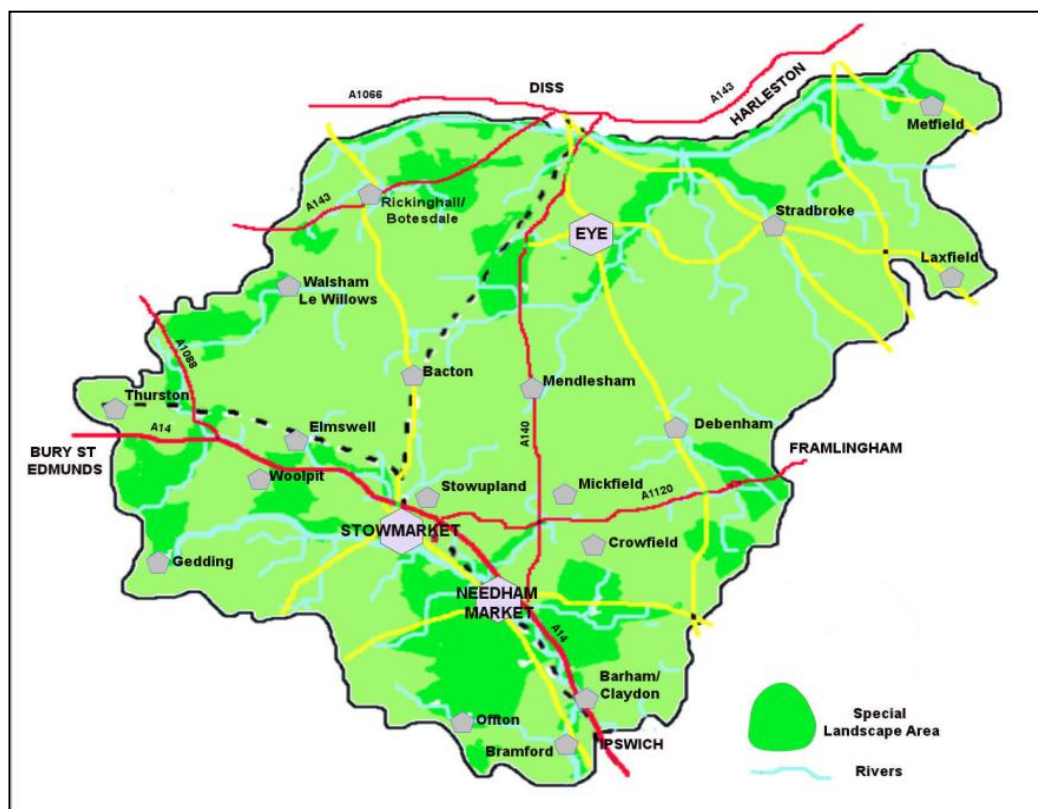 A1066
DISS
A143
HARLESTON
Metfield
A143
Rickinghall/
Botesdale
EYE
Stradbroke
Laxfield
Walsham
Le Willows
A1088
Bacton
Mendlesham
Thurston
A14
BURY ST
EDMUNDS
Elmswell
Woolpit
A140
Debenham
FRAMLINGHAM
Stowupland
Mickfield
A1120
STOWMARKET
Crowfield
Gedding
NEEDHAM
MARKET
A14
Barham/
Claydon
Offton
Bramford
IPSWICH
Special
Landscape Area
Rivers